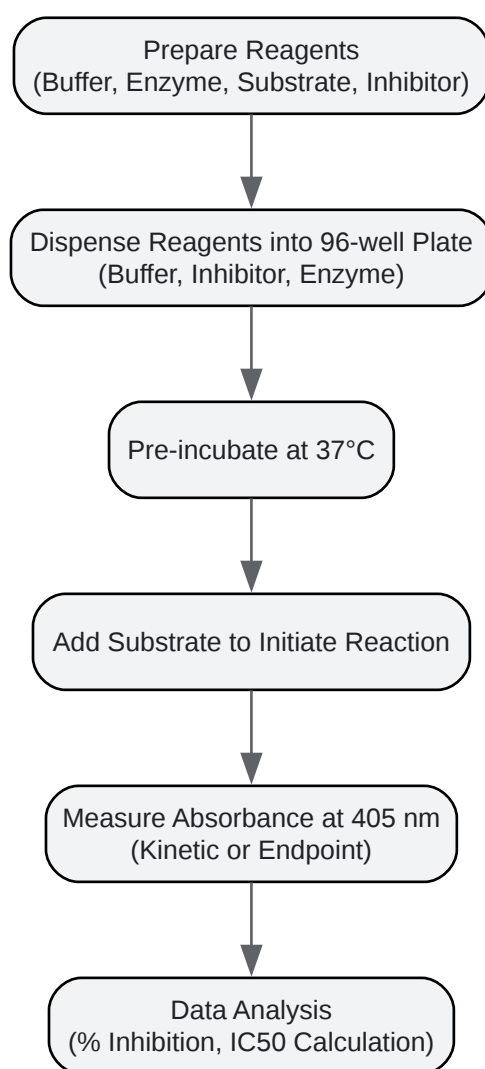 Prepare Reagents
(Buffer, Enzyme, Substrate, Inhibitor)
Dispense Reagents into 96-well Plate
(Buffer, Inhibitor, Enzyme)
Pre-incubate at 37°C
Add Substrate to Initiate Reaction
Measure Absorbance at 405 nm
(Kinetic or Endpoint)
Data Analysis
(% Inhibition, IC50 Calculation)